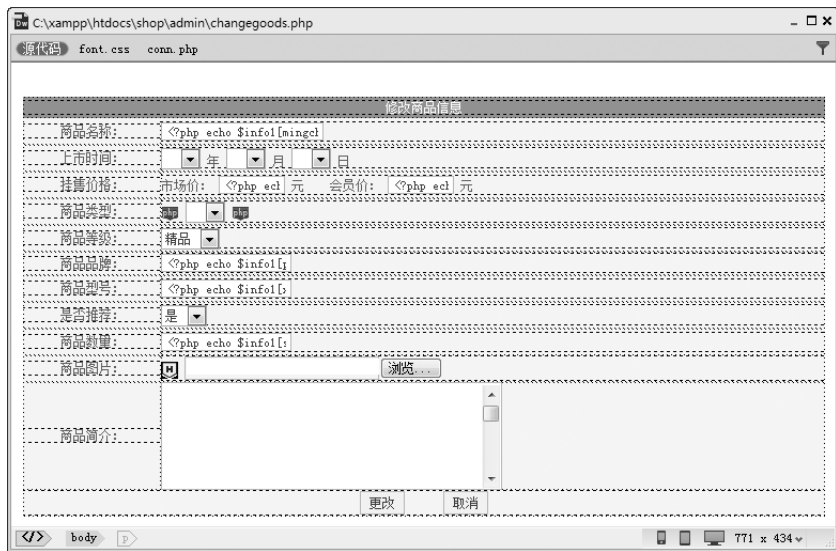 C:\xampp\htdocs\shop\admin\changegoods.php
源代码 font.css conn.php
修改商品信息
商品名称: <?php echo $info1[mingcl
上市时间: 年 月 日
挂售价格: 市场价: <?php ecl 元 会员价: <?php ecl 元
商品类型: php php
商品等级: 精品
商品品牌: <?php echo $info1[
商品型号: <?php echo $info1[
是否推荐: 是
商品数量: <?php echo $info1[
商品图片: H 浏览...
商品简介:
更改 取消
</> body p 771 x 434